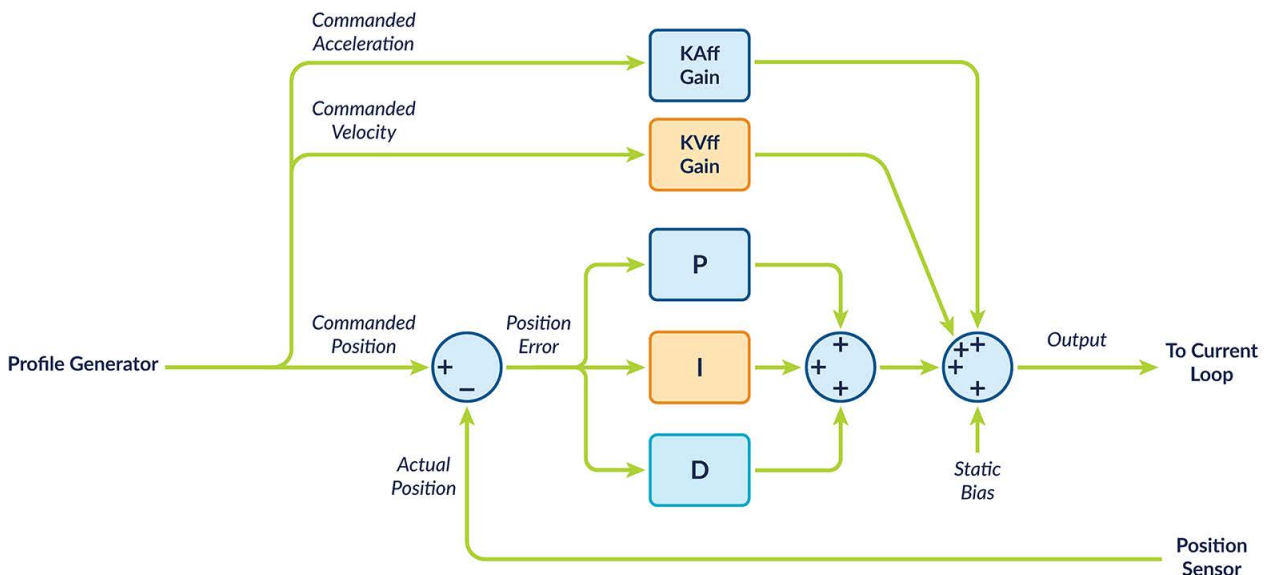 Commanded
Acceleration
KAff
Gain
Commanded
Velocity
KVff
Gain
P
Profile Generator
Commanded
Position
+
−
Position
Error
I
+
+
+
+
+
+
+
Output
To Current
Loop
Actual
Position
D
Static
Bias
Position
Sensor